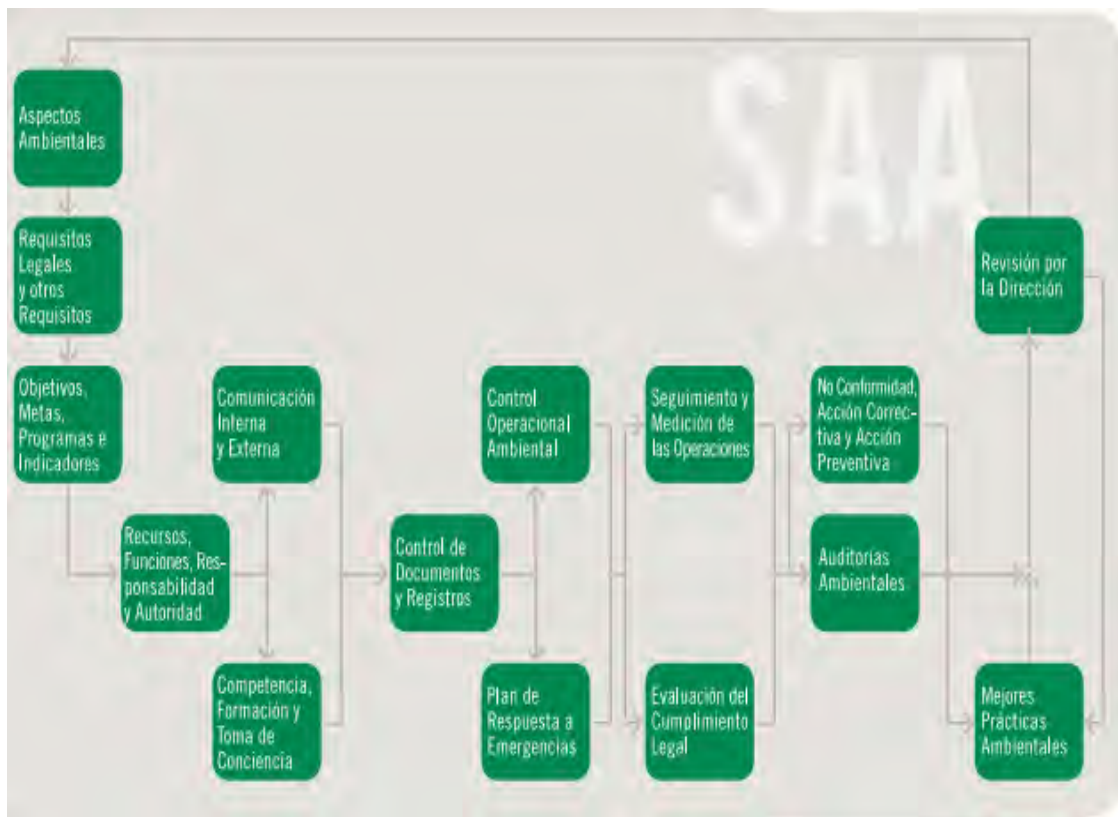 SAA
Aspectos
Ambientales
Requisitos
Legales
y otros
Requisitos
Revisión por
la Dirección
Objetivos,
Metas,
Programas e
Indicadores
Comunicación
Interna
y Externa
Control
Operacional
Ambiental
Seguimiento y
Medición de
las Operaciones
No Conformidad,
Acción Correc-
tiva y Acción
Preventiva
Recursos,
Funciones, Res-
ponsabilidad
y Autoridad
Control de
Documentos
y Registros
Auditorías
Ambientales
Competencia,
Formación y
Toma de
Conciencia
Plan de
Respuesta a
Emergencias
Evaluación del
Cumplimiento
Legal
Mejores
Prácticas
Ambientales